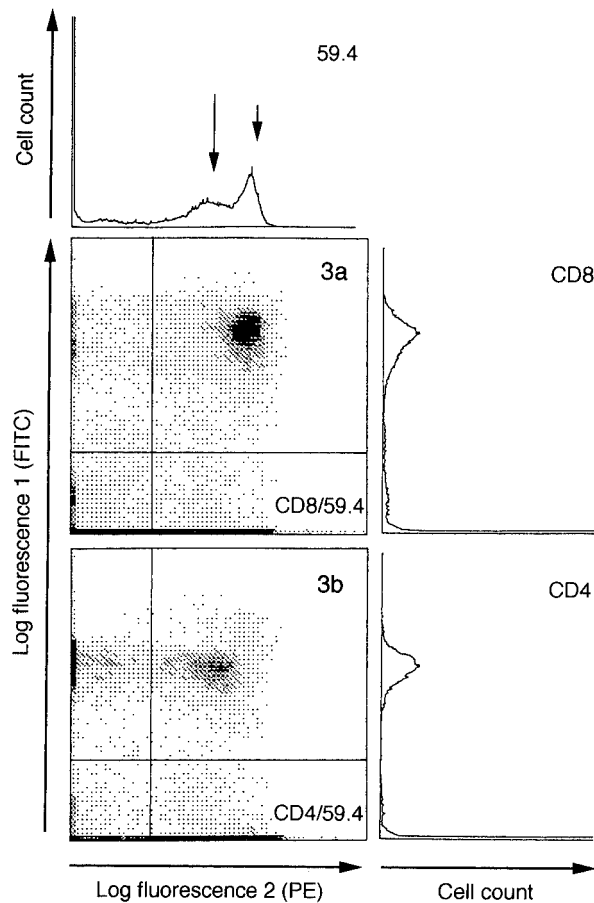 59.4
Cell count
3a
CD8
CD8/59.4
Log fluorescence 1 (FITC)
3b
CD4
CD4/59.4
Log fluorescence 2 (PE)
Cell count